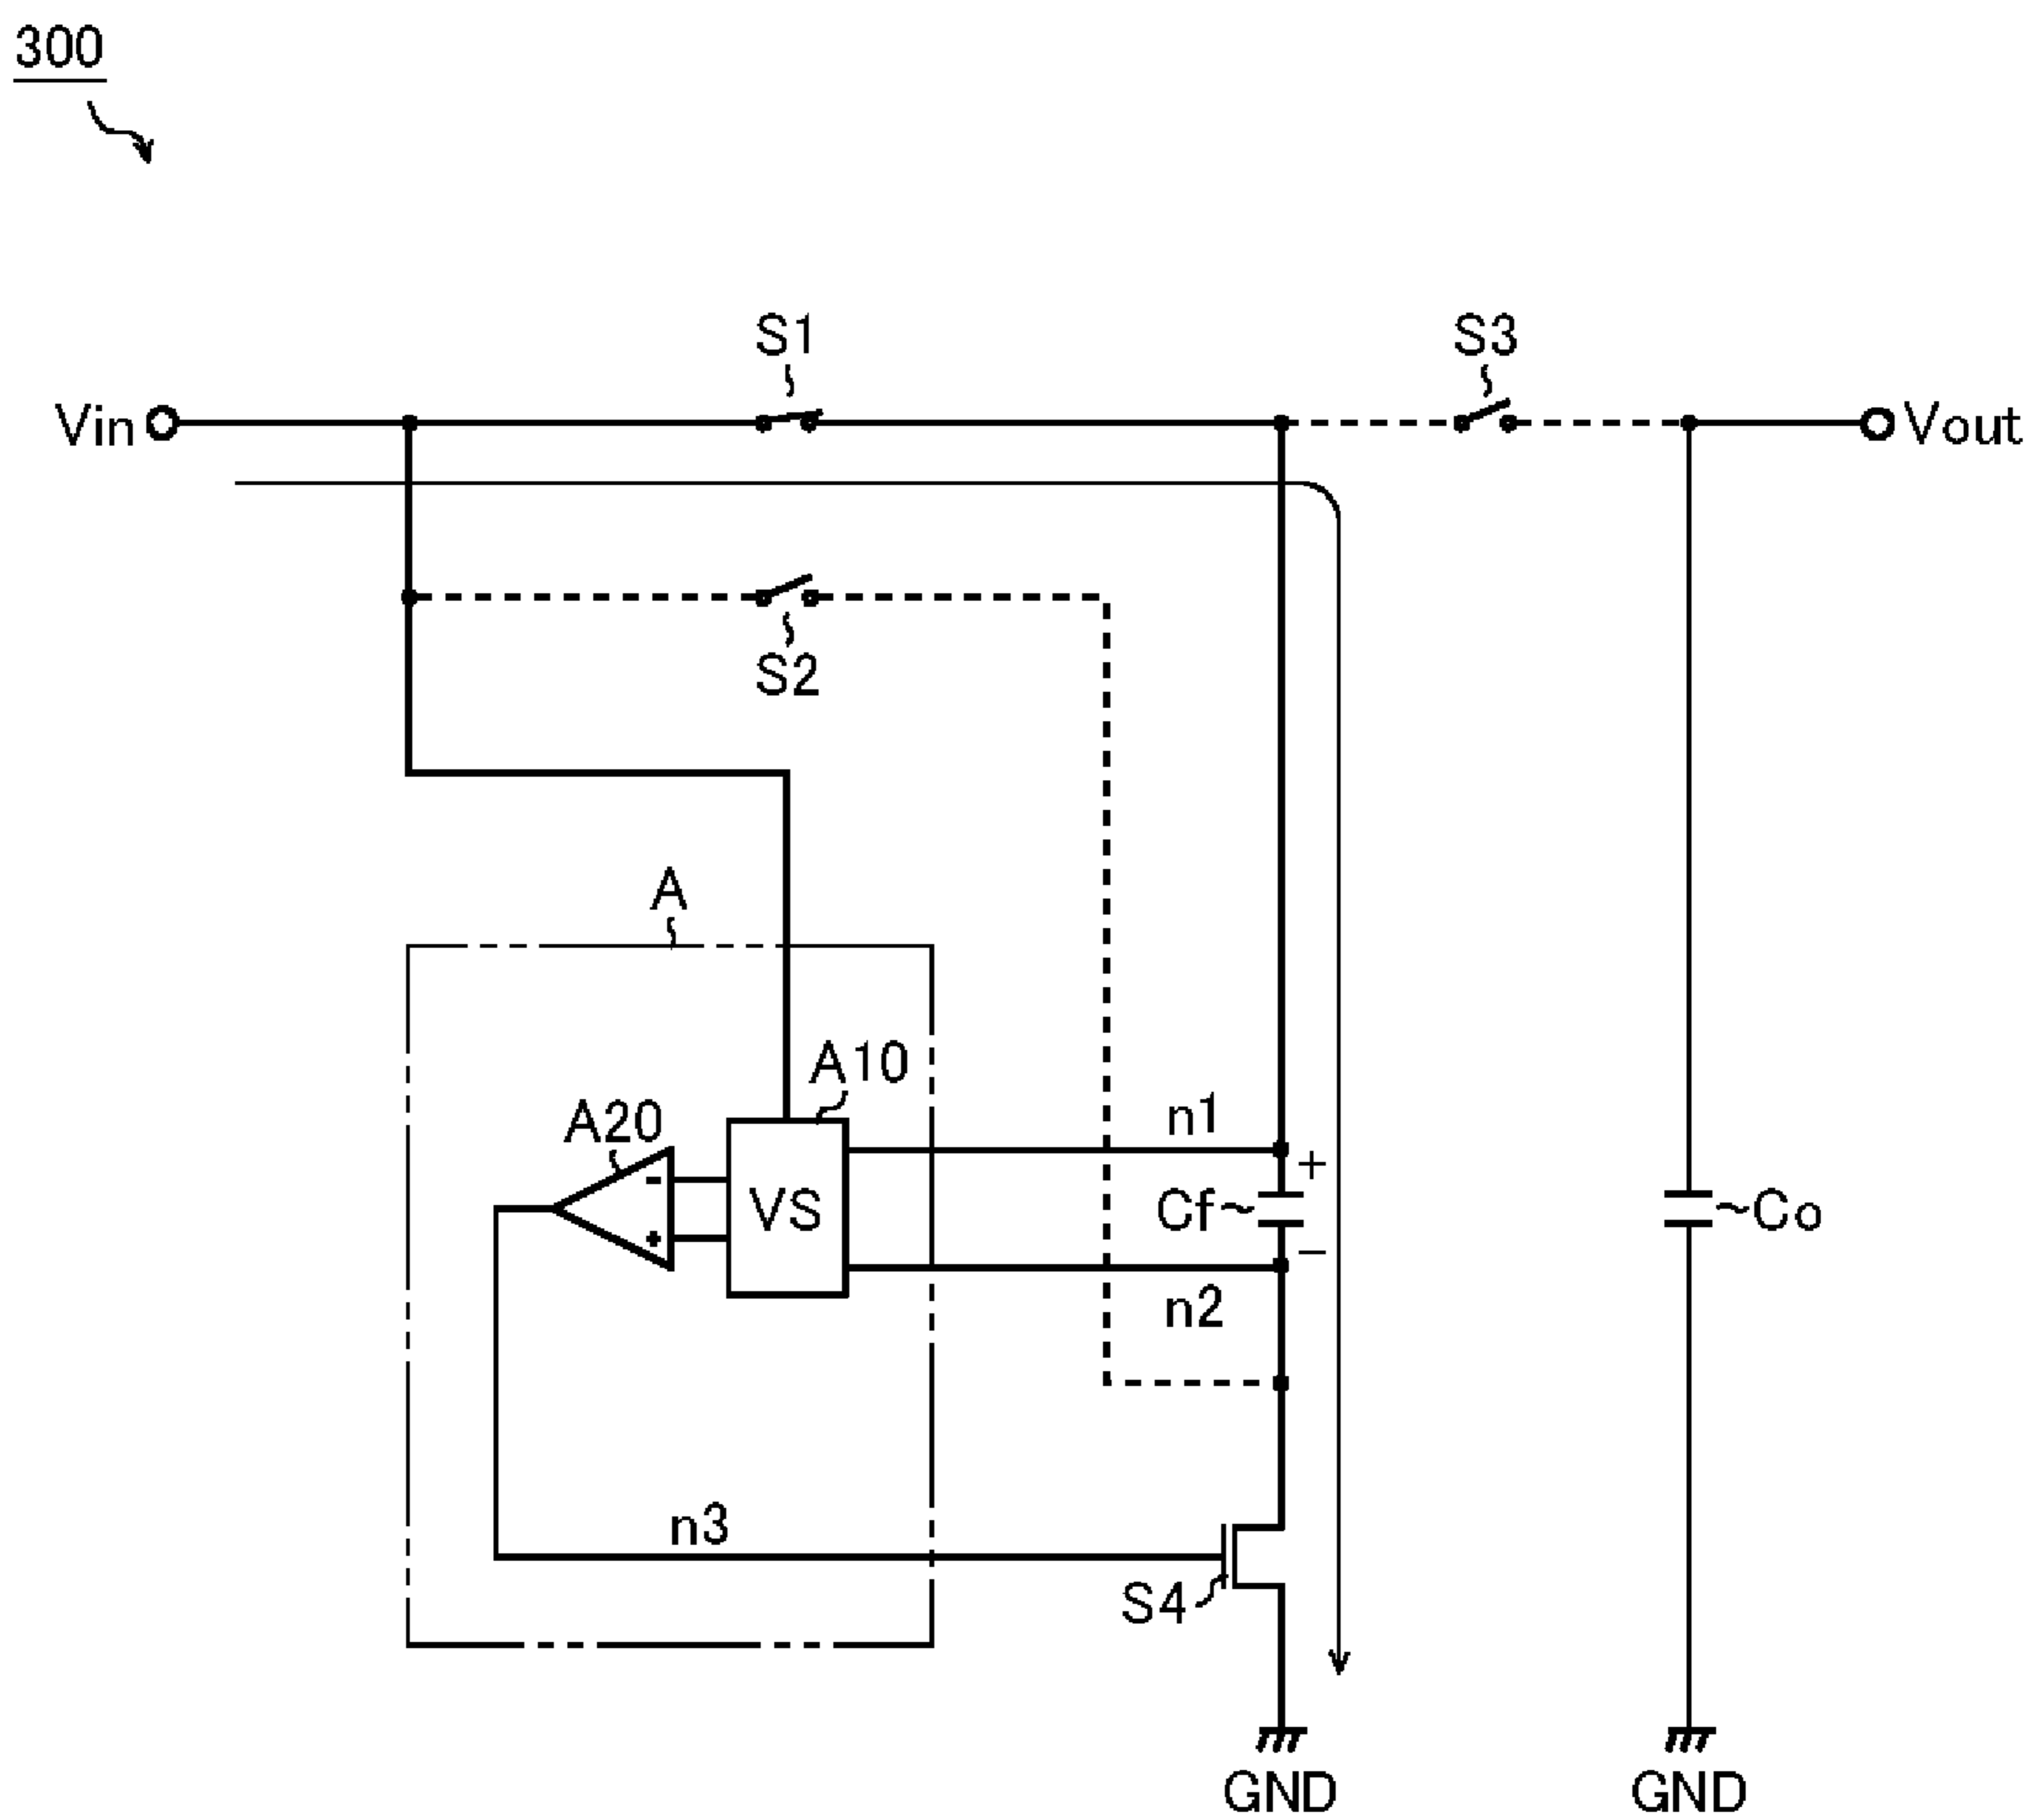 300
S1
S3
Vin
Vout
S2
A
A10
A20
n1
+
-
VS
Cf
Co
+
−
n2
n3
S4
GND
GND